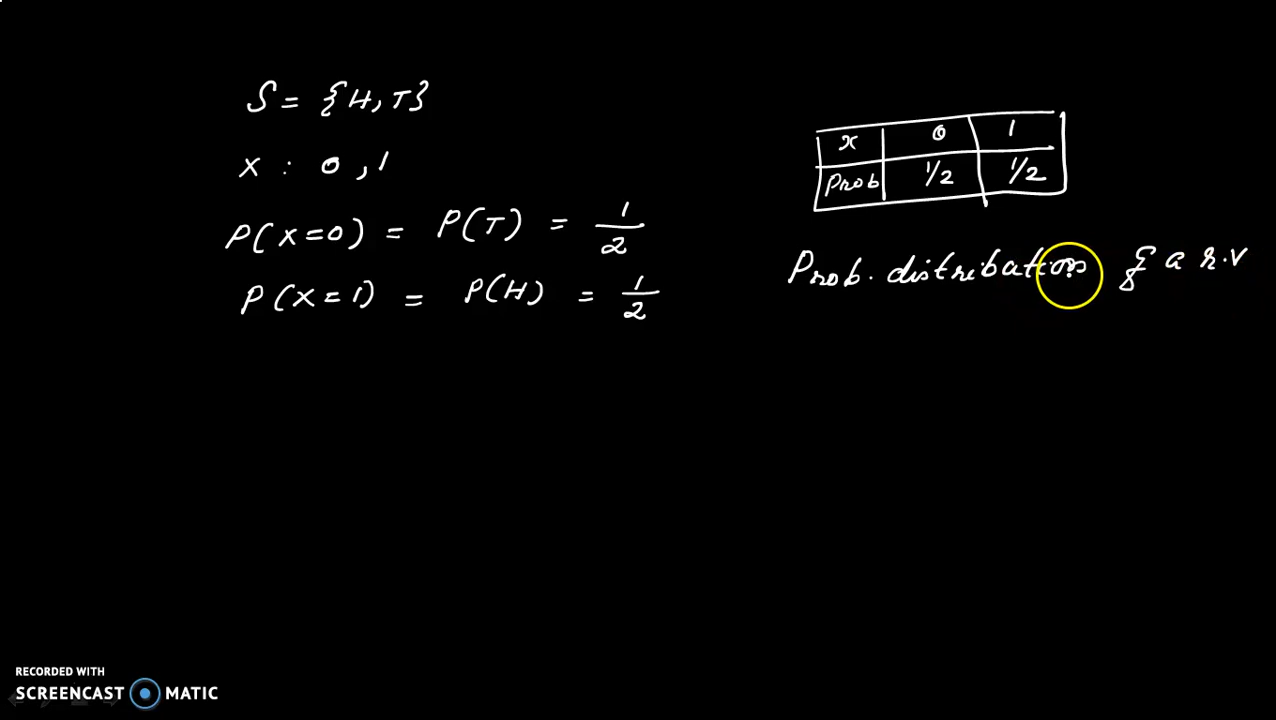 S = {H, T}
X : 0, 1
P(X=0) = P(T) = 1/2
P(X=1) = P(H) = 1/2
x 0 1
Prob 1/2 1/2
Prob. distribution of a r.v
RECORDED WITH
SCREENCAST MATIC